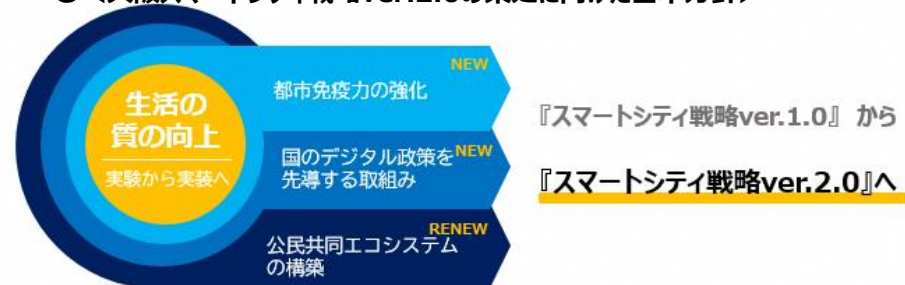 NEW
都市免疫力の強化
生活の
質の向上
実験から実装へ
国のデジタル政策を
NEW
先導する取組み
RENEW
公民共同エコシステム
の構築
『スマートシティ戦略ver.1.0』 から
『スマートシティ戦略ver.2.0』へ